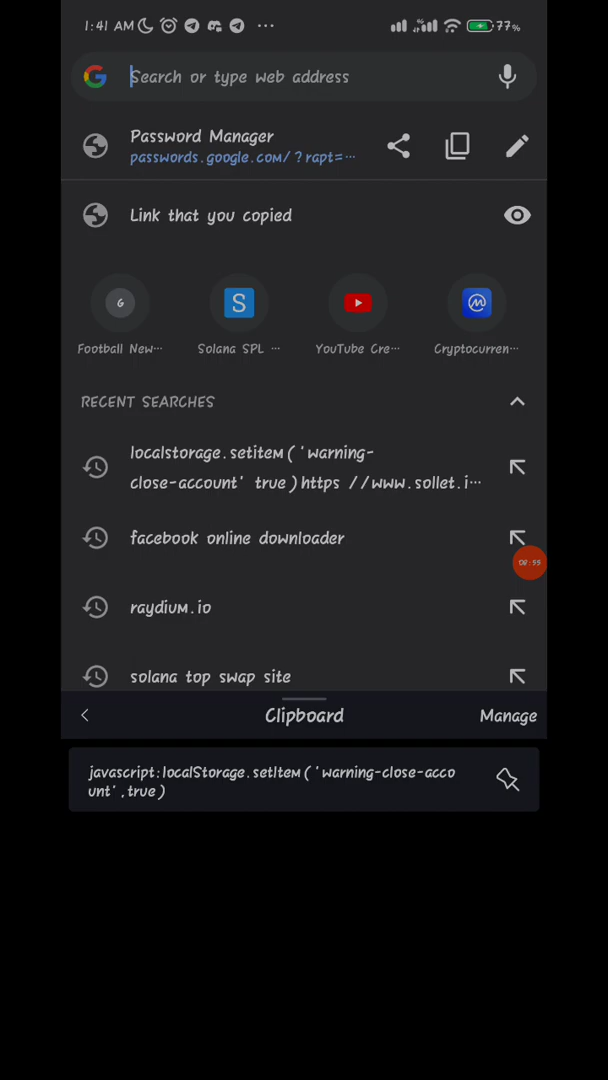 1:41 AM ··· 77%
Search or type web address
Password Manager
passwords.google.com/?rapt=···
Link that you copied
G S
Football New··· Solana SPL ··· YouTube Cre··· Cryptocurren···
RECENT SEARCHES
localstorage.setitem('warning-
close-account' true)https //www.sollet.i···
facebook online downloader
08:55
raydium.io
solana top swap site
Clipboard Manage
javascript:localStorage.setItem('warning-close-acco
unt',true)